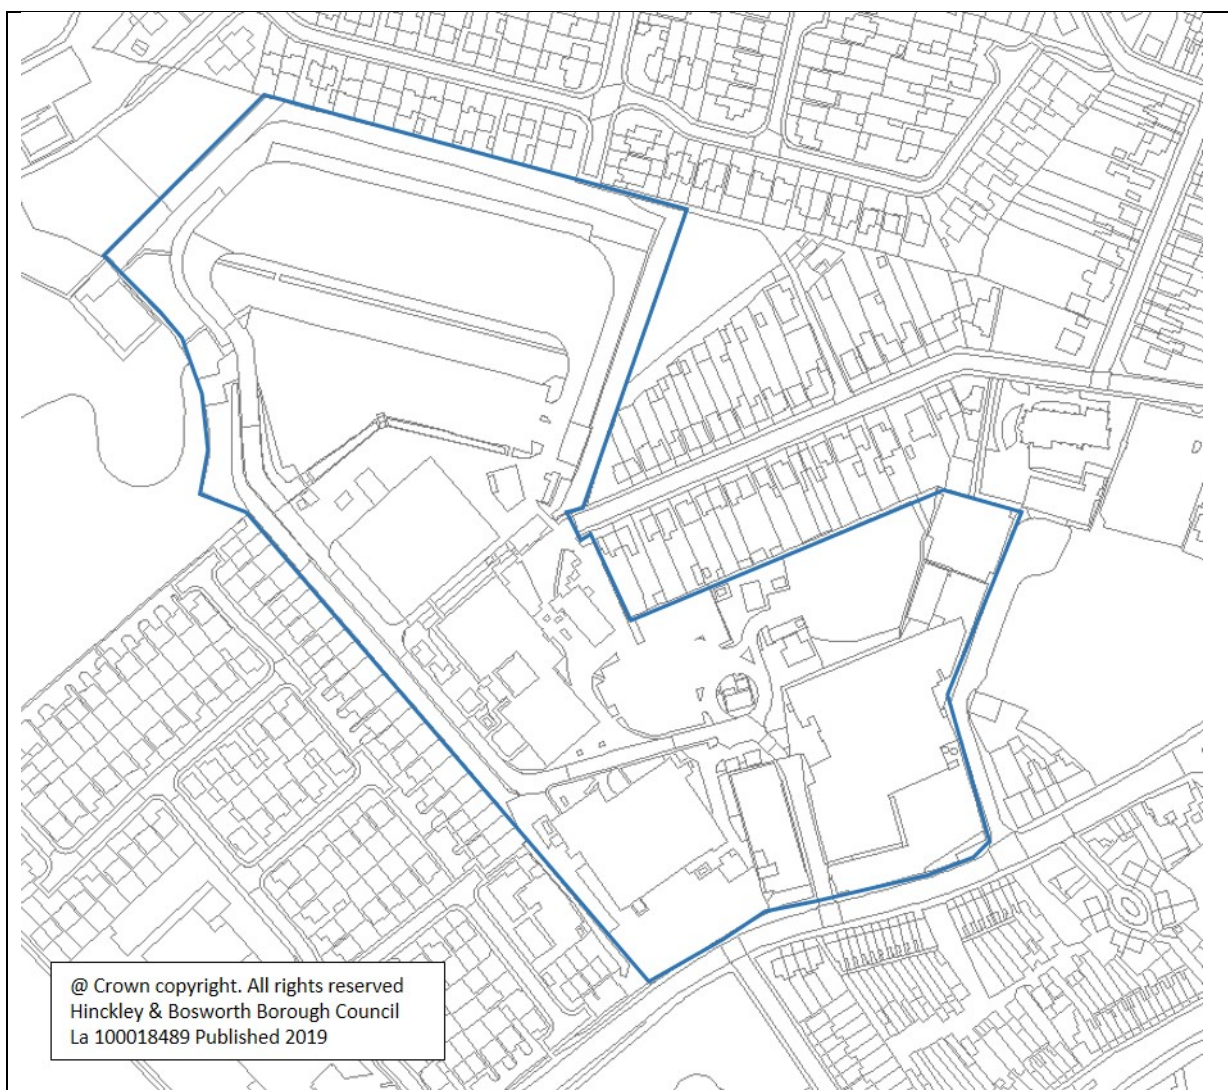 @ Crown copyright. All rights reserved
Hinckley & Bosworth Borough Council
La 100018489 Published 2019